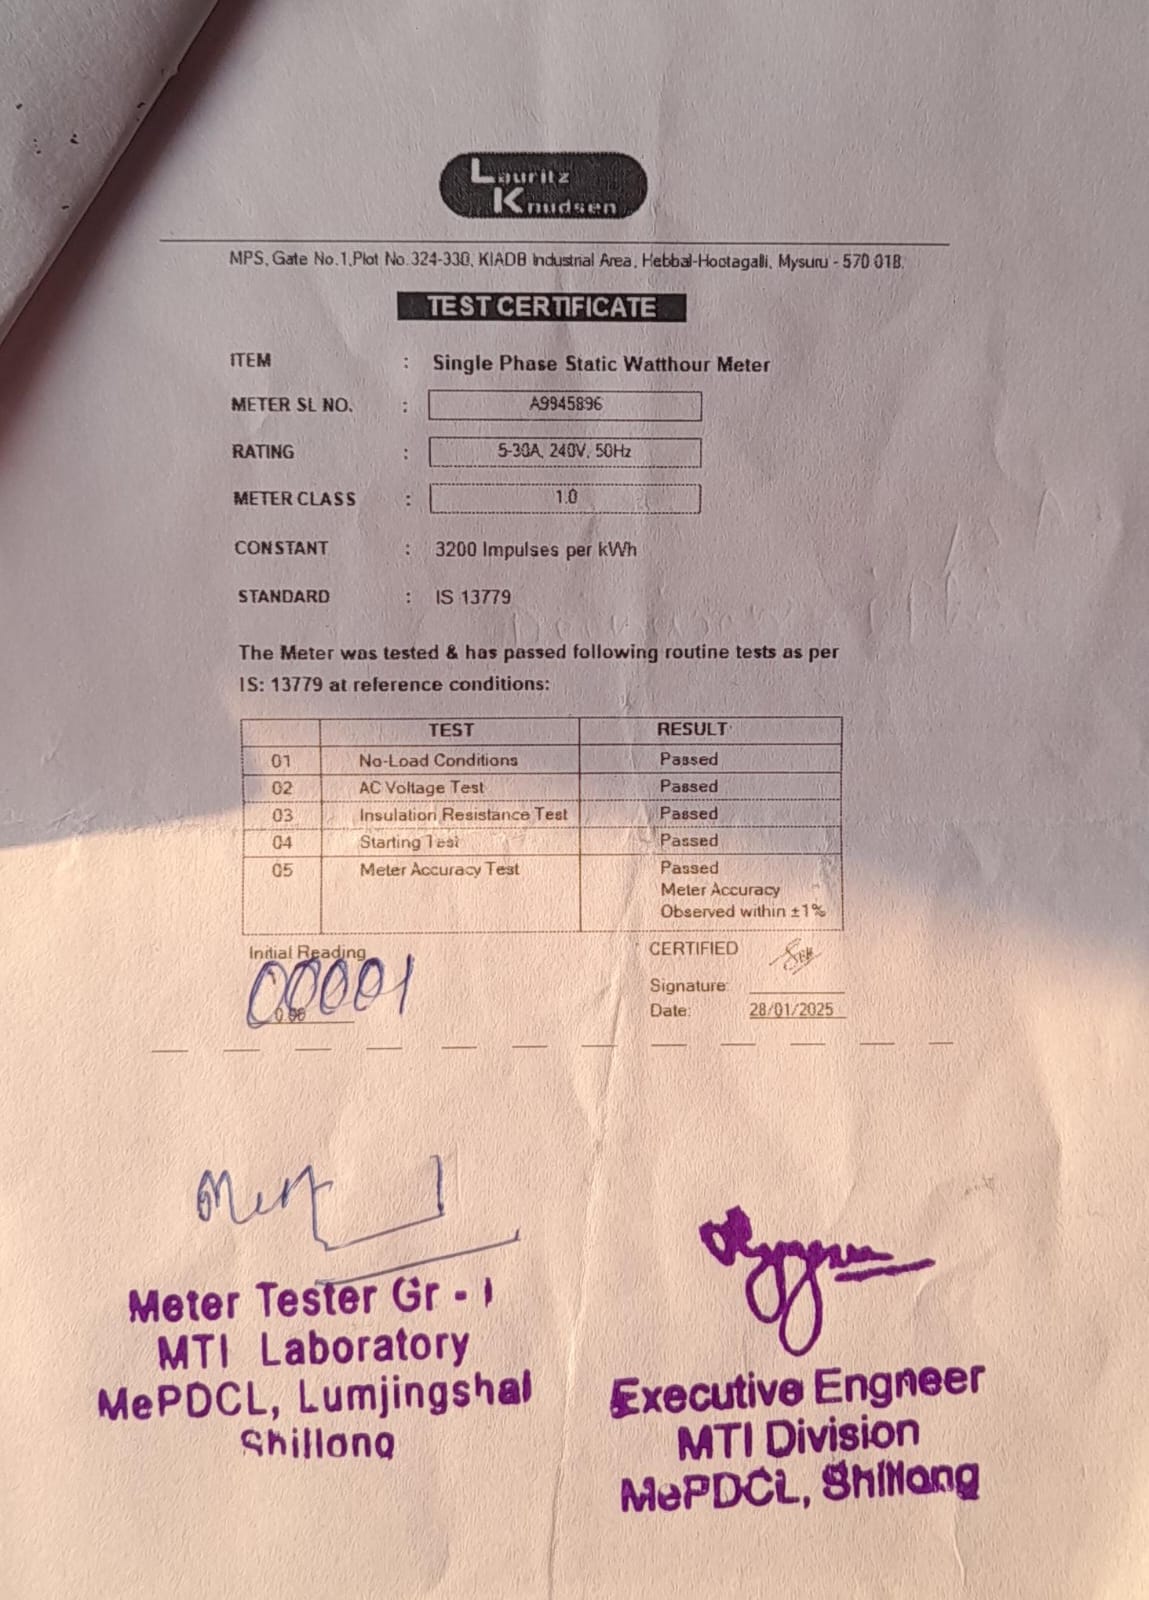 Lauritz
Knudsen
MPS, Gate No.1,Plot No.324-330, KIADB Industrial Area, Hebbal-Hootagalli, Mysuru - 570 018.
TEST CERTIFICATE
ITEM : Single Phase Static Watthour Meter
METER SL NO. : A9945896
RATING : 5-30A, 240V, 50Hz
METER CLASS : 1.0
CONSTANT : 3200 Impulses per kWh
STANDARD : IS 13779
The Meter was tested & has passed following routine tests as per
IS: 13779 at reference conditions:
TEST RESULT
01 No-Load Conditions Passed
02 AC Voltage Test Passed
03 Insulation Resistance Test Passed
04 Starting Test Passed
05 Meter Accuracy Test Passed
Meter Accuracy
Observed within ±1%
Initial Reading CERTIFIED
00001
Signature:
Date: 28/01/2025
Meter Tester Gr - I
MTI Laboratory
MePDCL, Lumjingshai
Shillong
Executive Engneer
MTI Division
MePDCL, Shillong